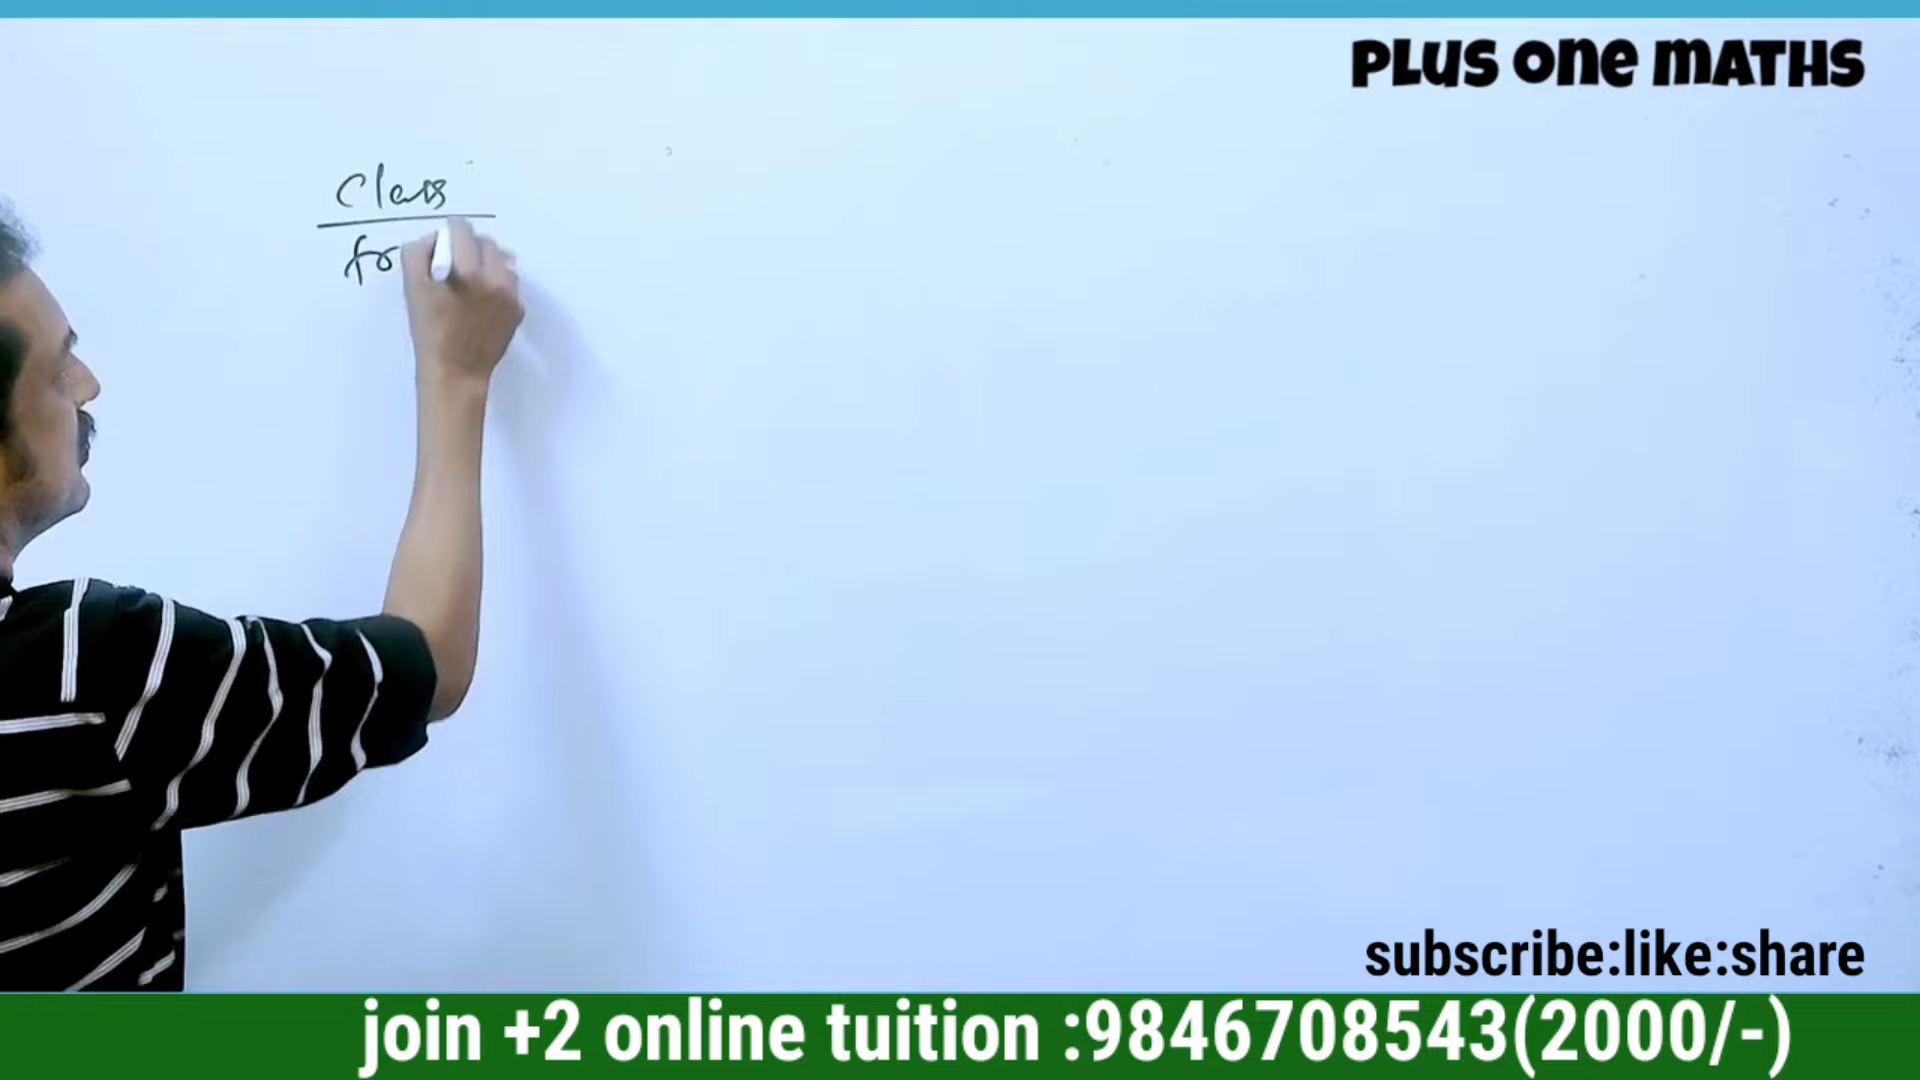 PLUS ONE MATHS
Class
fr
subscribe:like:share
join +2 online tuition :9846708543(2000/-)